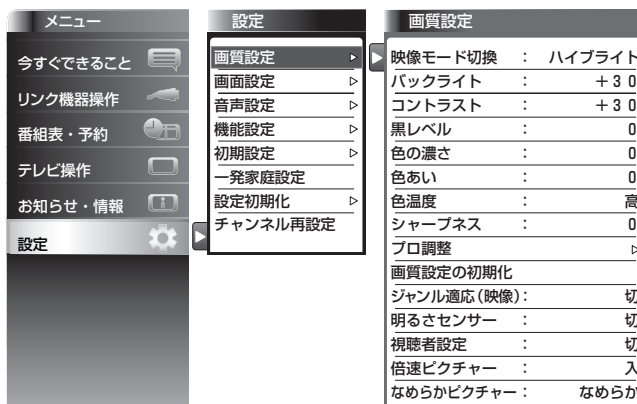 メニュー
今すぐできること
リンク機器操作
番組表・予約
テレビ操作
お知らせ・情報
設定
設定
画質設定
画面設定
音声設定
機能設定
初期設定
一発家庭設定
設定初期化
チャンネル再設定
画質設定
映像モード切換 : ハイブライト
バックライト : +30
コントラスト : +30
黒レベル : 0
色の濃さ : 0
色あい : 0
色温度 : 高
シャープネス : 0
プロ調整
画質設定の初期化
ジャンル適応(映像): 切
明るさセンサー : 切
視聴者設定 : 切
倍速ピクチャー : 入
なめらかピクチャー: なめらか